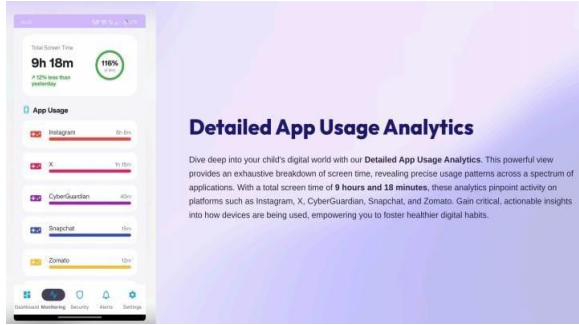 Total Screen Time
9h 18m
116%
↗ 12% less than
yesterday
App Usage
Instagram
X
CyberGuardian
Snapchat
Zomato
Dashboard Monitoring Security Alerts Settings
Detailed App Usage Analytics
Dive deep into your child's digital world with our Detailed App Usage Analytics. This powerful view
provides an exhaustive breakdown of screen time, revealing precise usage patterns across a spectrum of
applications. With a total screen time of 9 hours and 18 minutes, these analytics pinpoint activity on
platforms such as Instagram, X, CyberGuardian, Snapchat, and Zomato. Gain critical, actionable insights
into how devices are being used, empowering you to foster healthier digital habits.